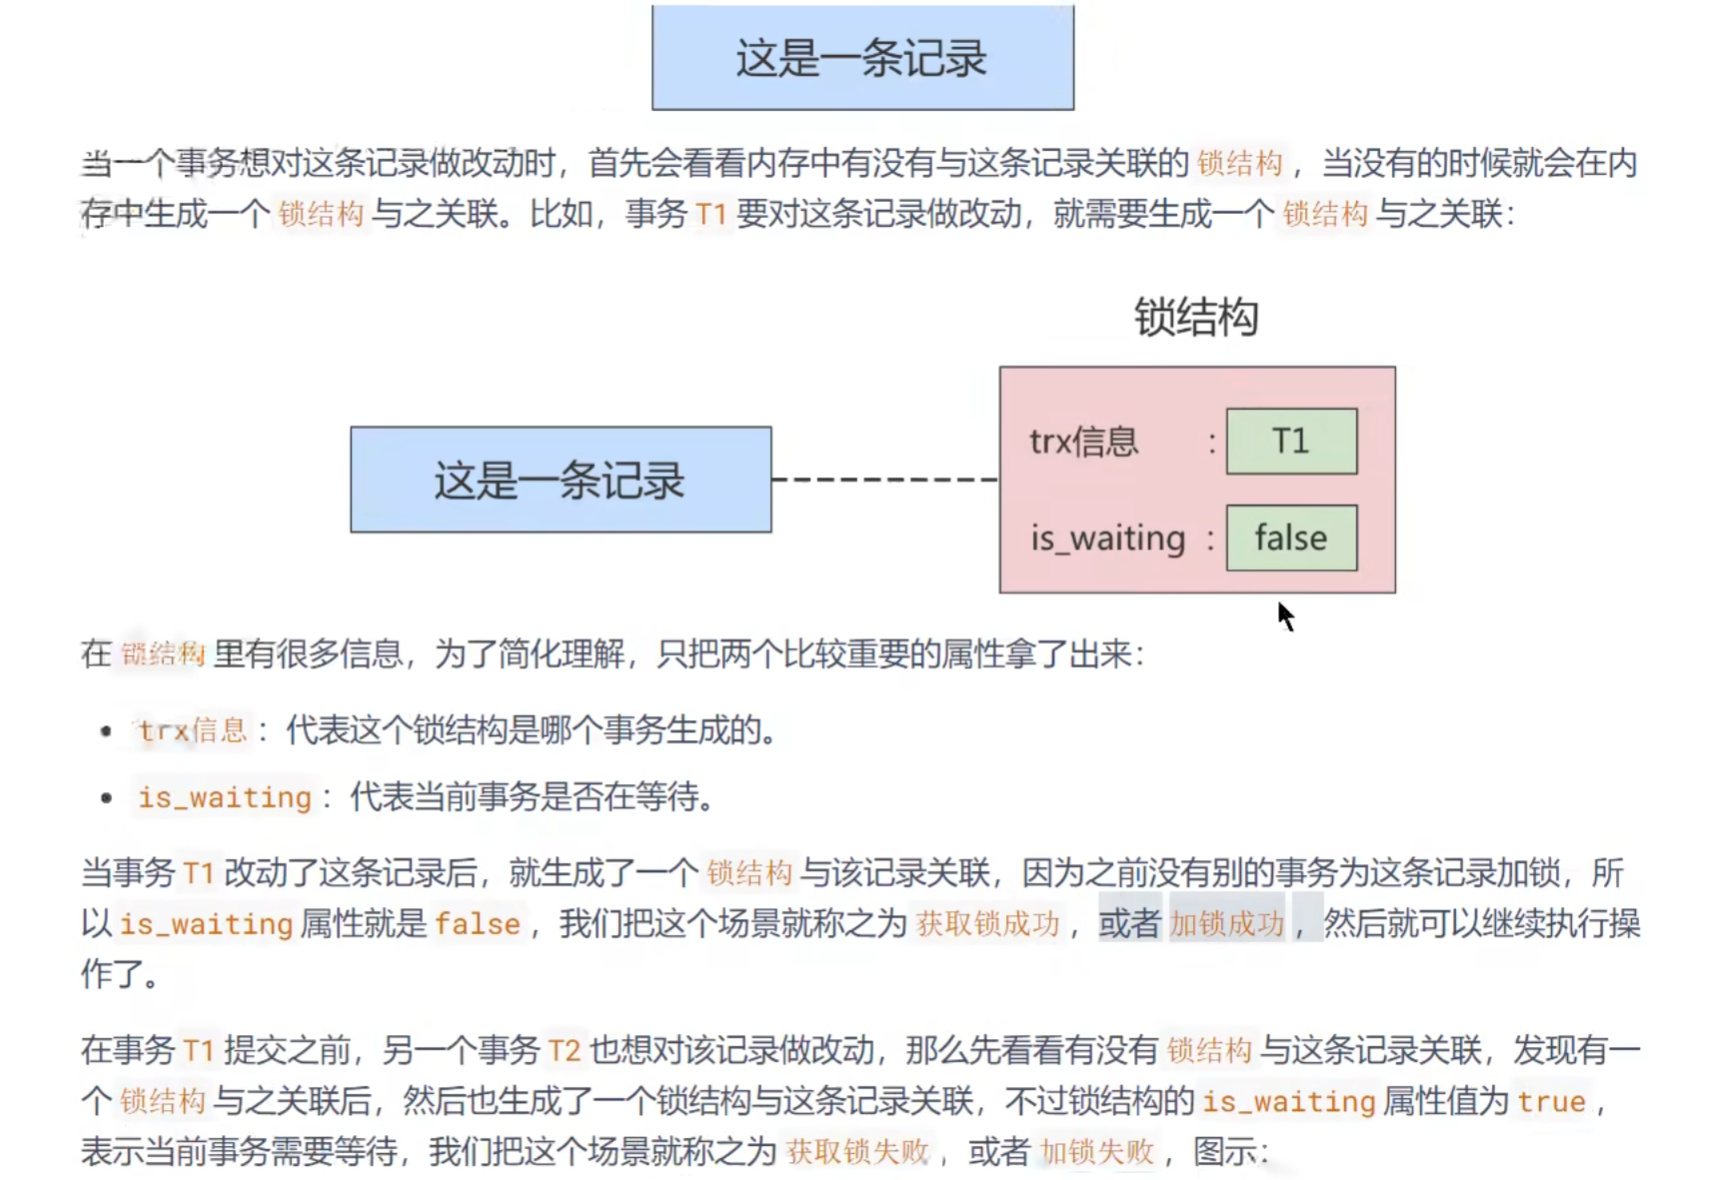 这是一条记录
当一个事务想对这条记录做改动时，首先会看看内存中有没有与这条记录关联的 锁结构 ，当没有的时候就会在内
存中生成一个 锁结构 与之关联。比如，事务 T1 要对这条记录做改动，就需要生成一个 锁结构 与之关联：
锁结构
trx信息 : T1
这是一条记录
is_waiting : false
在 锁结构 里有很多信息，为了简化理解，只把两个比较重要的属性拿了出来：
• trx信息 ：代表这个锁结构是哪个事务生成的。
• is_waiting ：代表当前事务是否在等待。
当事务 T1 改动了这条记录后，就生成了一个 锁结构 与该记录关联，因为之前没有别的事务为这条记录加锁，所
以 is_waiting 属性就是 false ，我们把这个场景就称之为 获取锁成功 ，或者 加锁成功 ，然后就可以继续执行操
作了。
在事务 T1 提交之前，另一个事务 T2 也想对该记录做改动，那么先看看有没有 锁结构 与这条记录关联，发现有一
个 锁结构 与之关联后，然后也生成了一个锁结构与这条记录关联，不过锁结构的 is_waiting 属性值为 true ，
表示当前事务需要等待，我们把这个场景就称之为 获取锁失败 ，或者 加锁失败 ，图示：